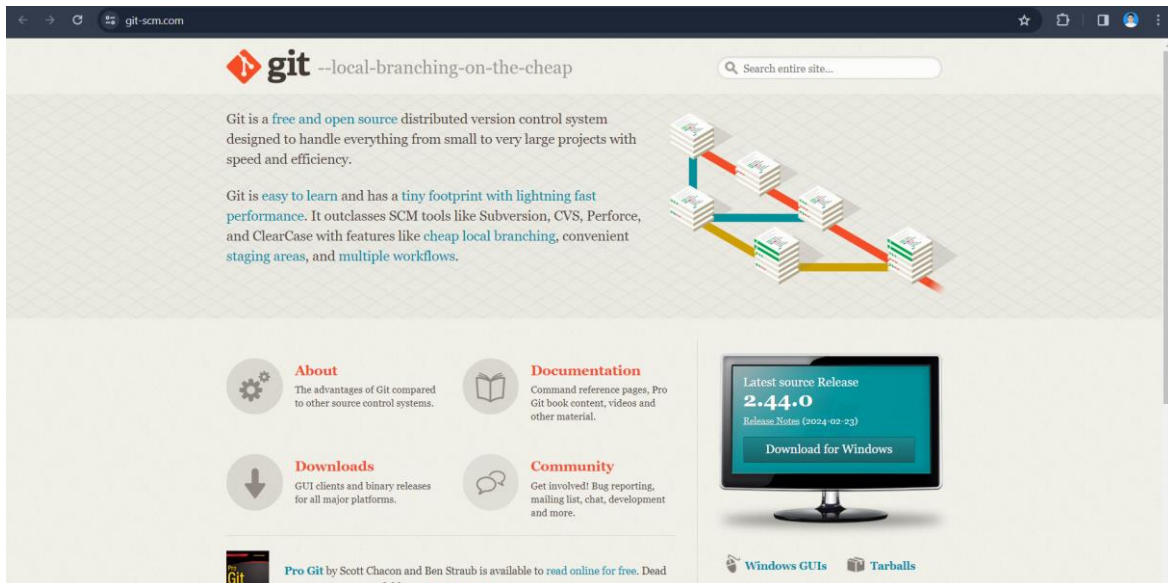 git-scm.com
git --local-branching-on-the-cheap
Search entire site...
Git is a free and open source distributed version control system
designed to handle everything from small to very large projects with
speed and efficiency.
Git is easy to learn and has a tiny footprint with lightning fast
performance. It outclasses SCM tools like Subversion, CVS, Perforce,
and ClearCase with features like cheap local branching, convenient
staging areas, and multiple workflows.
About
The advantages of Git compared
to other source control systems.
Documentation
Command reference pages, Pro
Git book content, videos and
other material.
Downloads
GUI clients and binary releases
for all major platforms.
Community
Get involved! Bug reporting,
mailing list, chat, development
and more.
Latest source Release
2.44.0
Release Notes (2024-02-23)
Download for Windows
Pro
Git
Pro Git by Scott Chacon and Ben Straub is available to read online for free. Dead
Windows GUIs
Tarballs